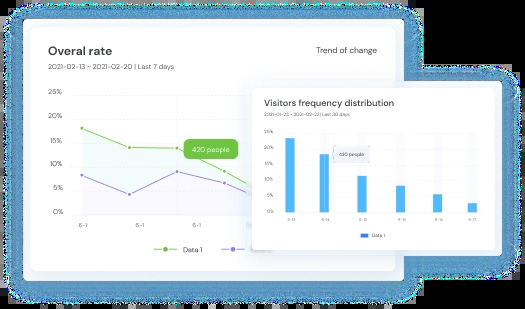 Overal rate
Trend of change
2021-02-13 ~ 2021-02-20 | Last 7 days
25%
20%
15%
10%
5%
0%
420 people
6-1
6-1
6-1
Data 1
Visitors frequency distribution
2021-01-23 ~ 2021-02-22 | Last 30 days
25%
20%
15%
10%
5%
0%
420 people
6-13
6-14
6-15
6-15
6-16
6-17
Data 1